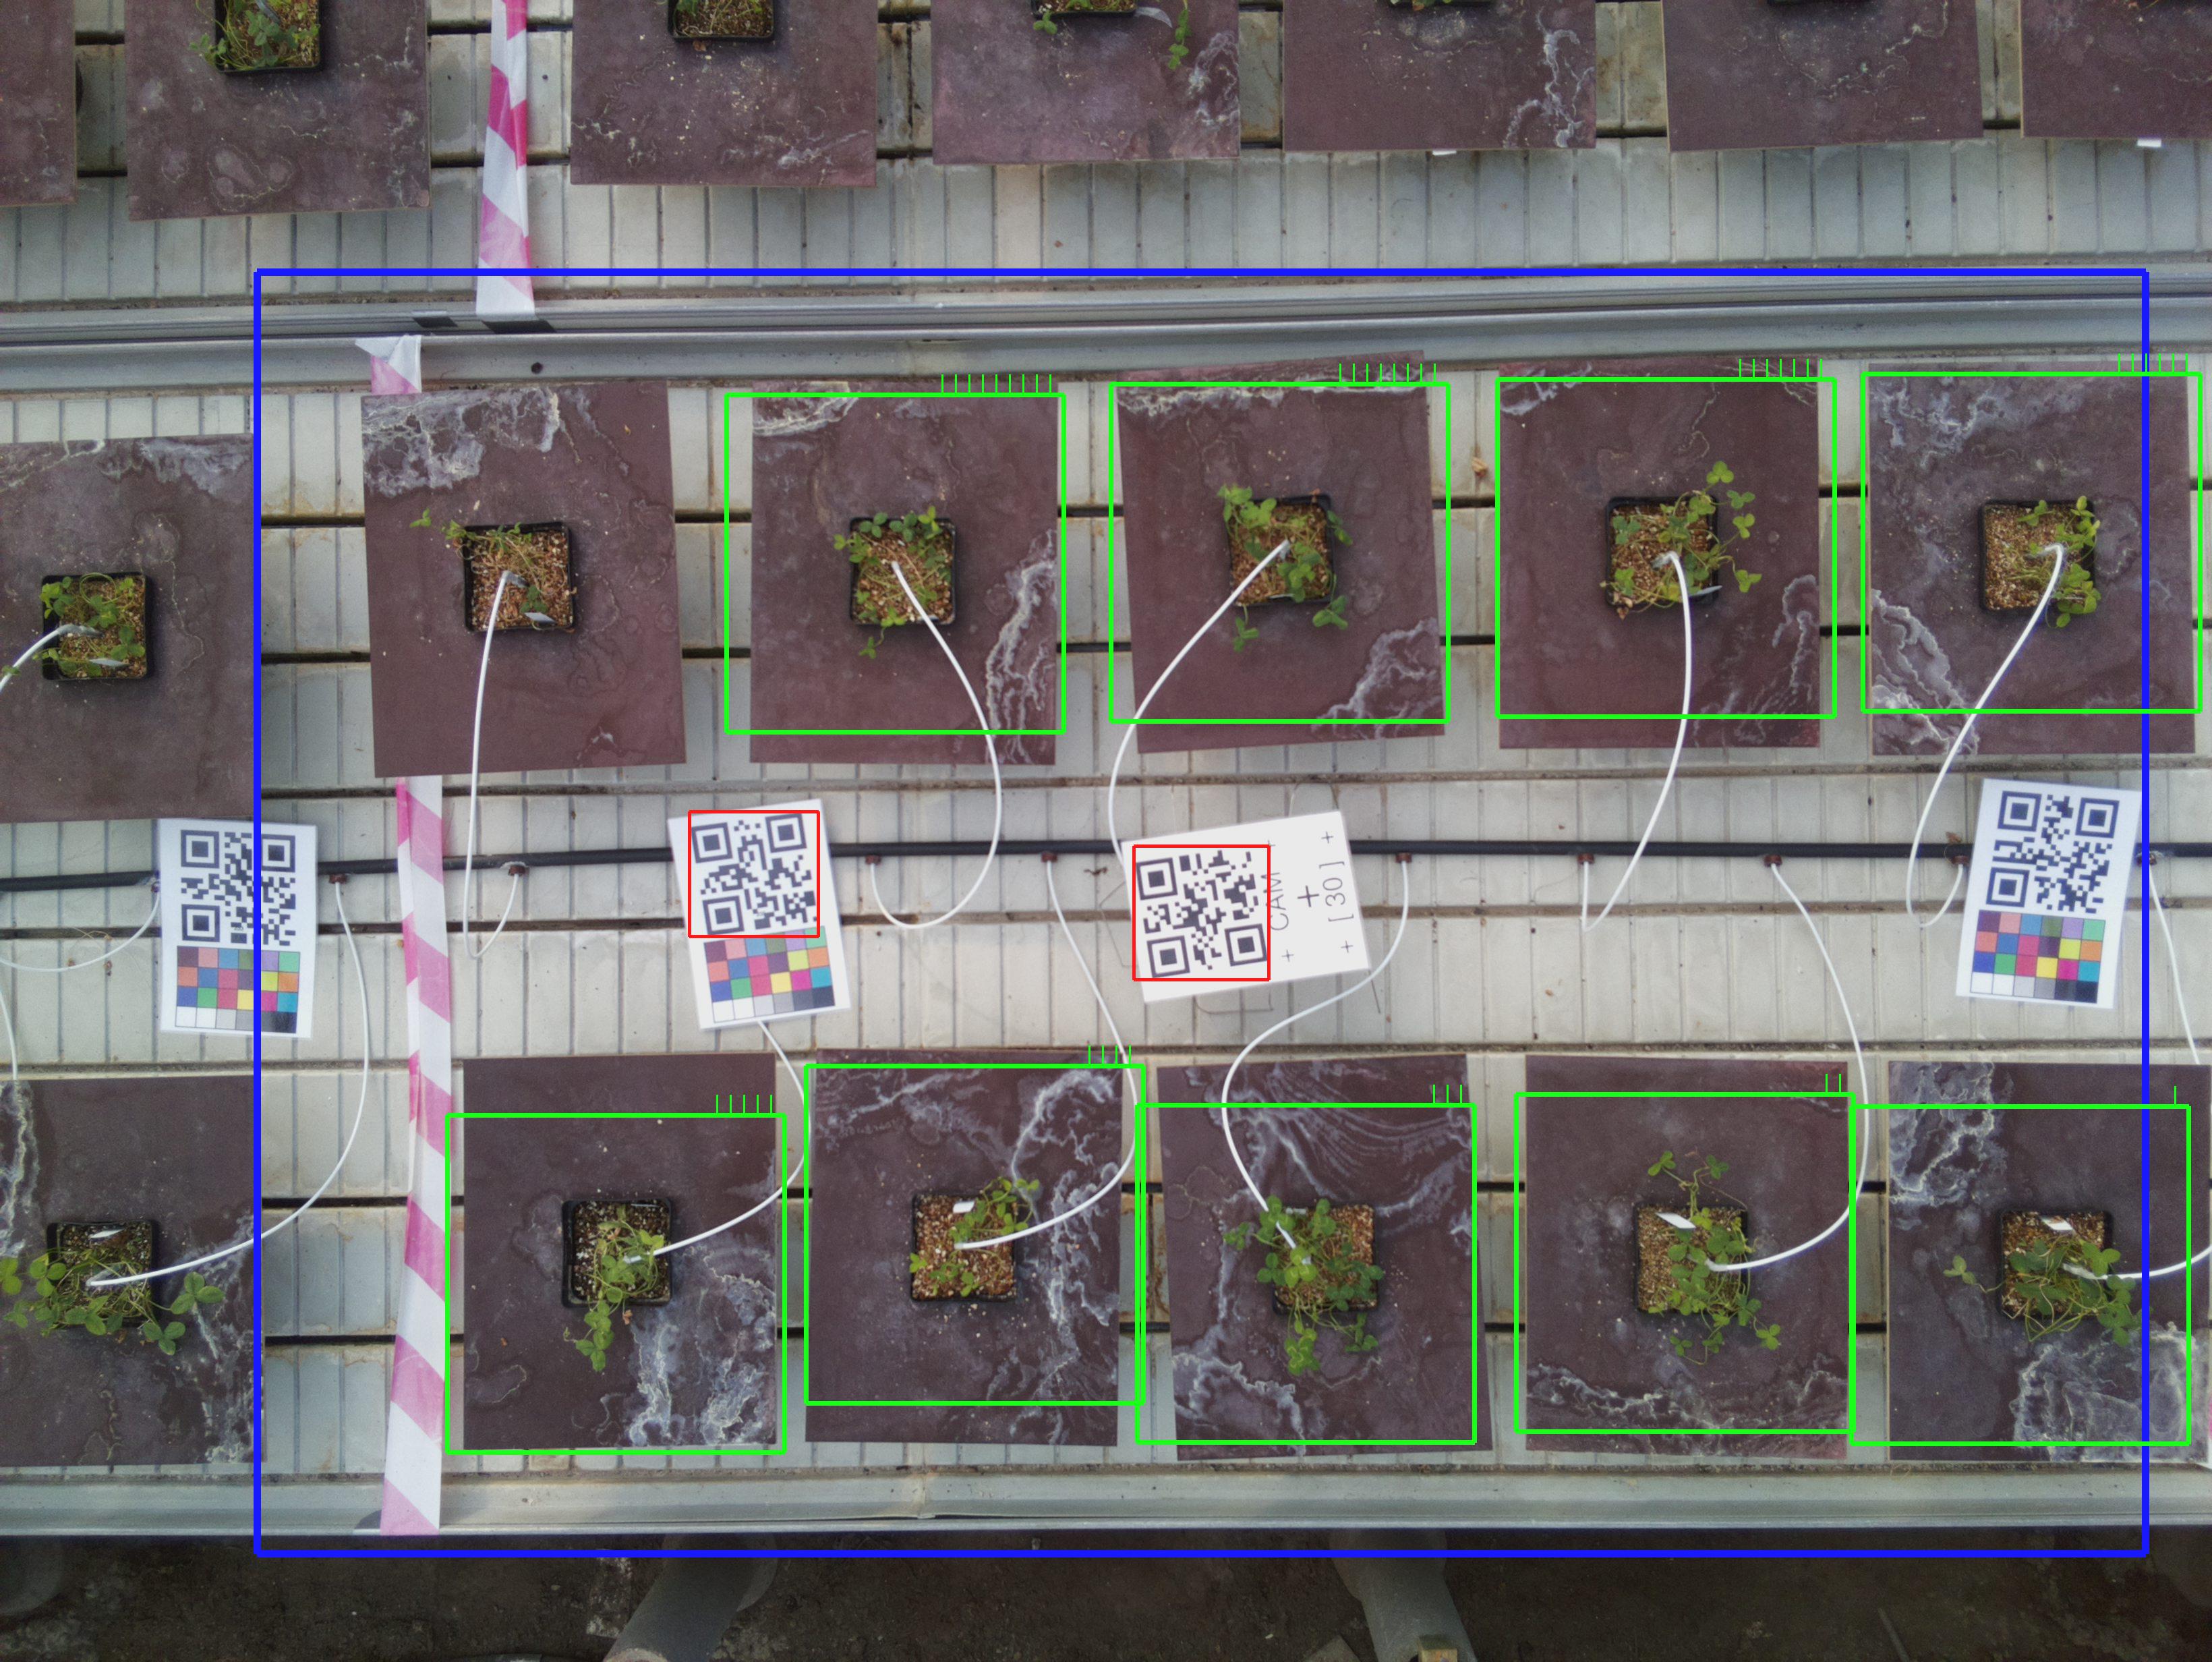 + CAM +
+
+ [30] +